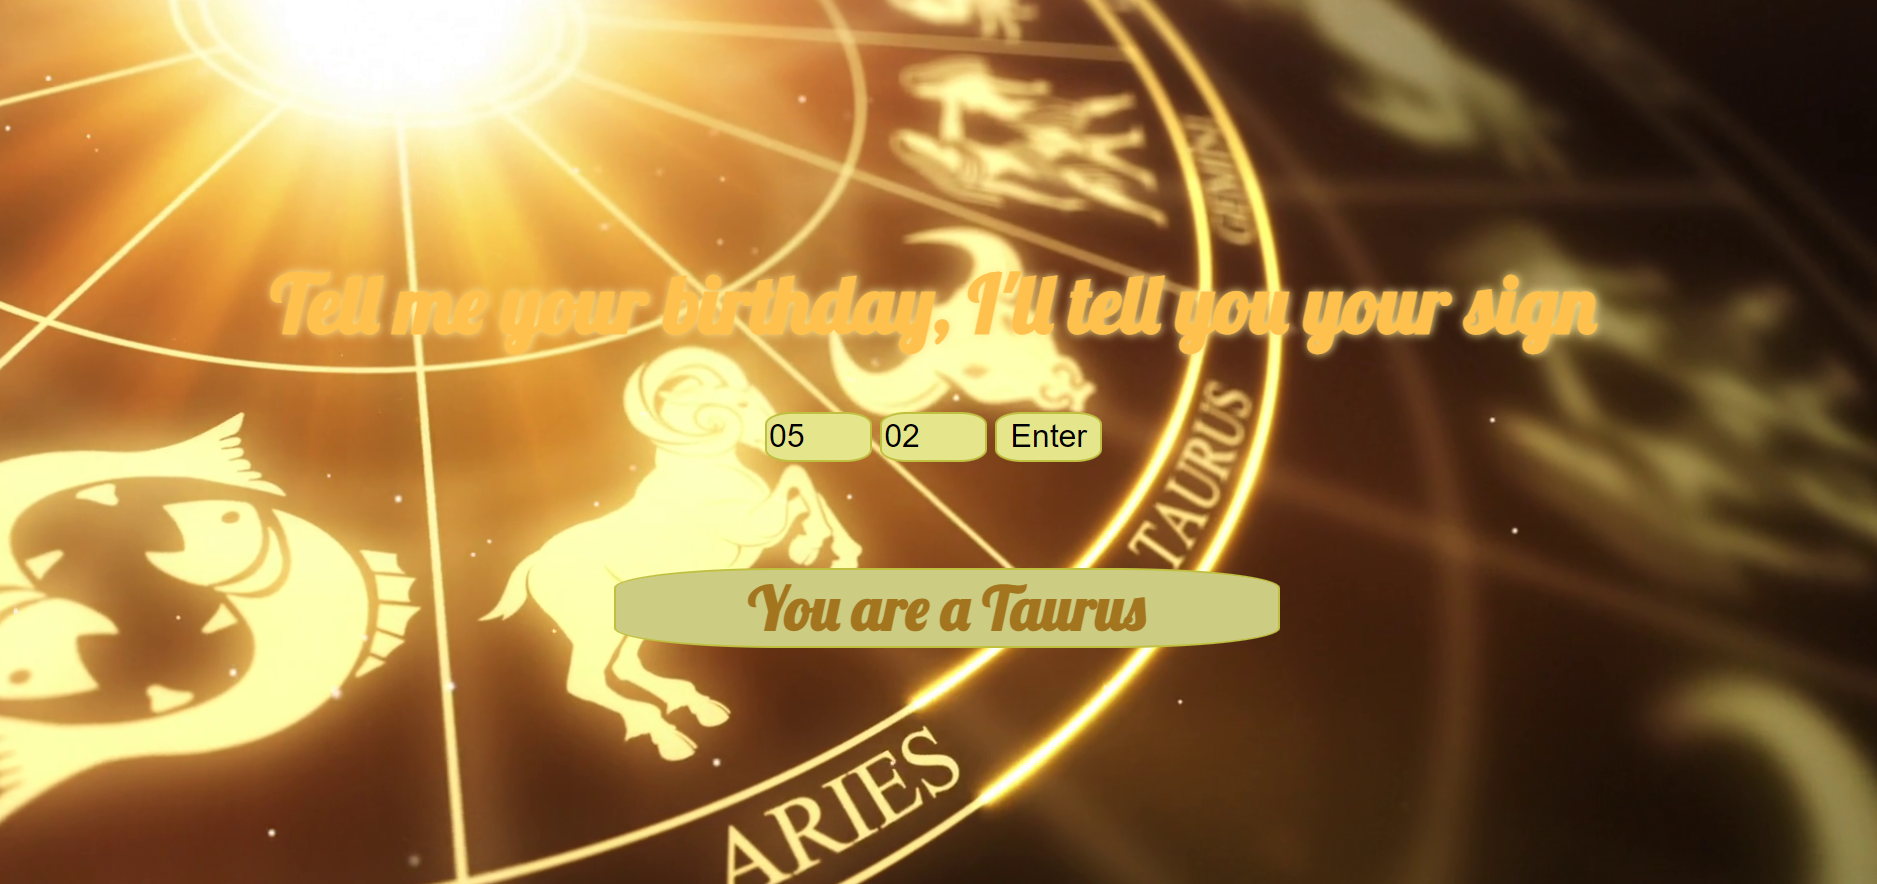 GEMINI
Tell me your birthday, I'll tell you your sign
TAURUS
05 02 Enter
You are a Taurus
ARIES